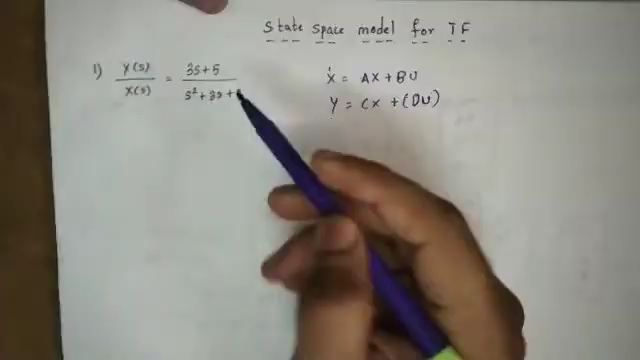 State space model for TF
1) Y(S) / X(S) = 3S+5 / S²+3S+
Ẋ = AX+BU
Y = CX +(DU)